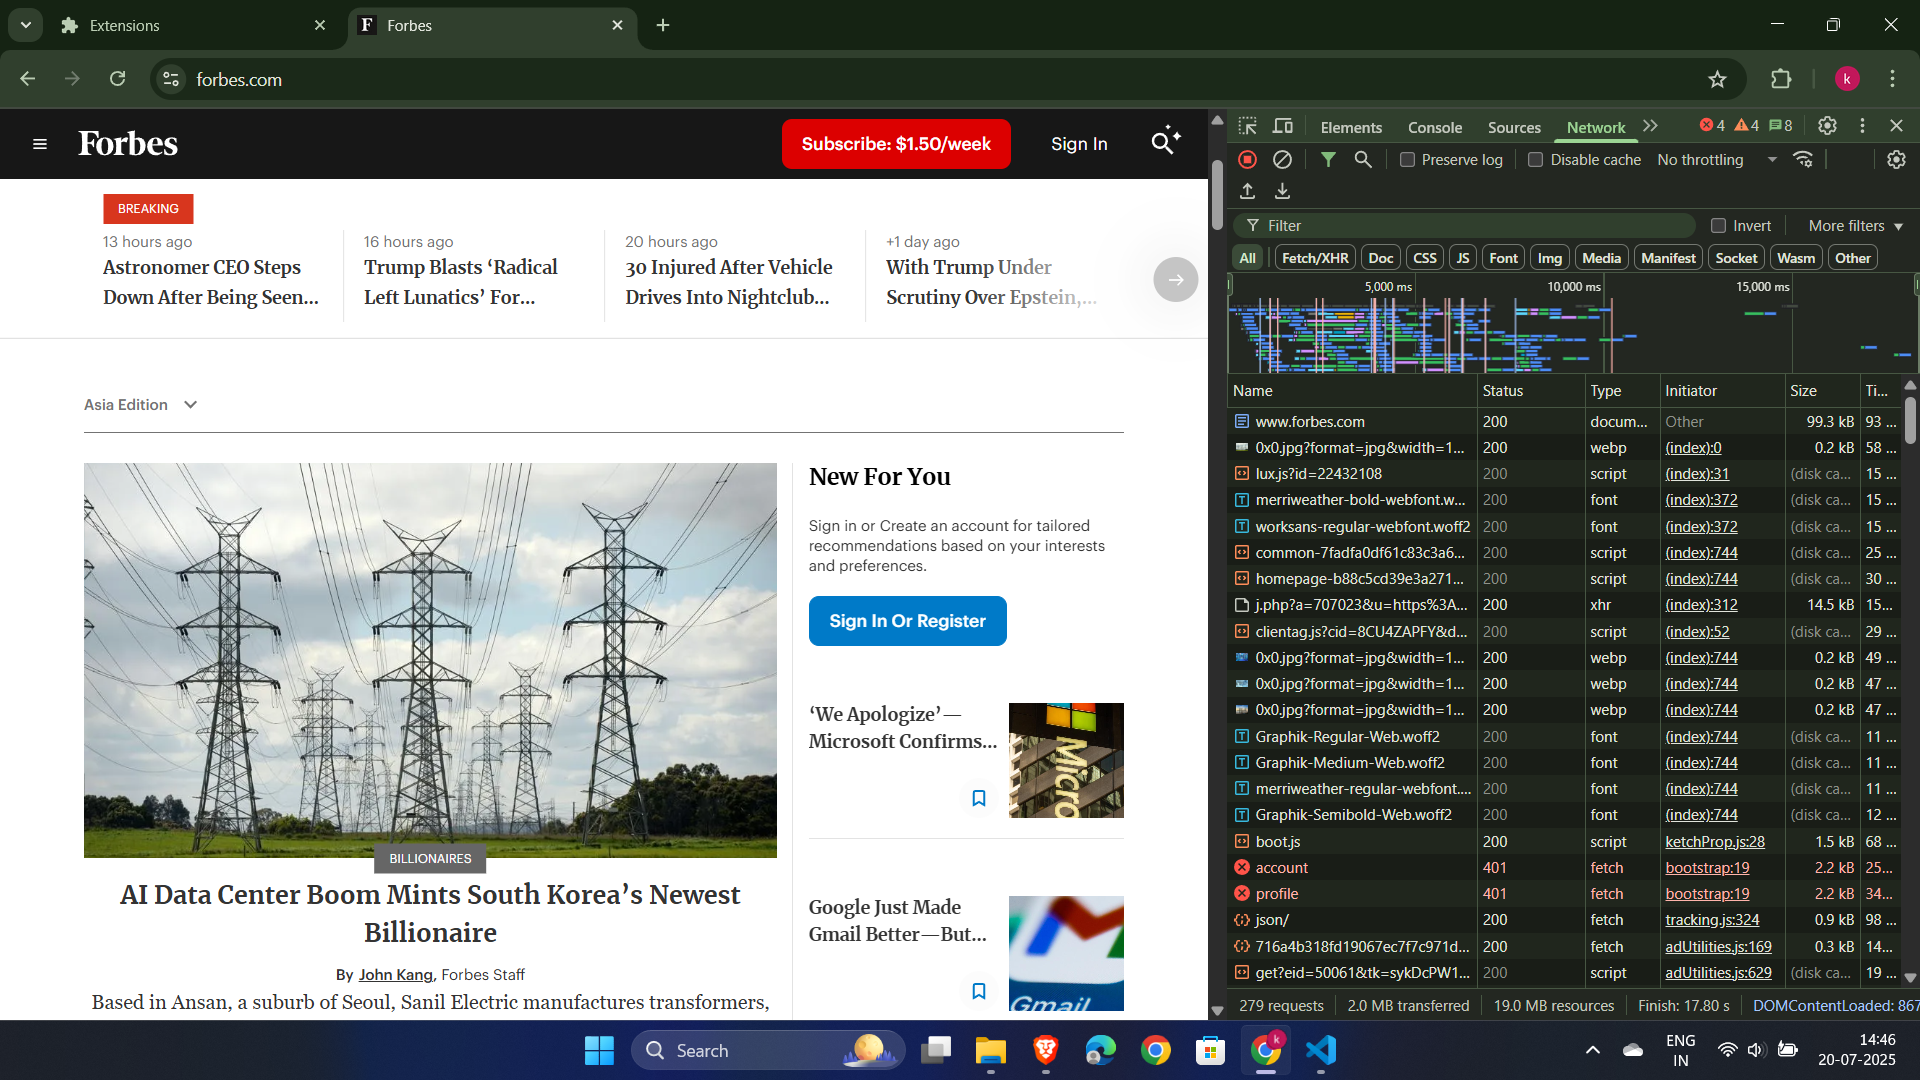 Extensions
Forbes
forbes.com
k
Forbes
Subscribe: $1.50/week
Sign In
BREAKING
13 hours ago
Astronomer CEO Steps
Down After Being Seen...
16 hours ago
Trump Blasts ‘Radical
Left Lunatics’ For...
20 hours ago
30 Injured After Vehicle
Drives Into Nightclub...
+1 day ago
With Trump Under
Scrutiny Over Epstein,...
Asia Edition
BILLIONAIRES
AI Data Center Boom Mints South Korea’s Newest
Billionaire
By John Kang, Forbes Staff
Based in Ansan, a suburb of Seoul, Sanil Electric manufactures transformers,
New For You
Sign in or Create an account for tailored
recommendations based on your interests
and preferences.
Sign In Or Register
‘We Apologize’—
Microsoft Confirms...
Micro
Google Just Made
Gmail Better—But...
Gmail
Elements Console Sources Network 4 4 8
Preserve log Disable cache No throttling
Filter Invert More filters
All Fetch/XHR Doc CSS JS Font Img Media Manifest Socket Wasm Other
5,000 ms 10,000 ms 15,000 ms
Name Status Type Initiator Size Ti...
www.forbes.com 200 docum... Other 99.3 kB 93 ...
0x0.jpg?format=jpg&width=1... 200 webp (index):0 0.2 kB 58 ...
lux.js?id=22432108 200 script (index):31 (disk ca... 15 ...
merriweather-bold-webfont.w... 200 font (index):372 (disk ca... 15 ...
worksans-regular-webfont.woff2 200 font (index):372 (disk ca... 15 ...
common-7fadfa0df61c83c3a6... 200 script (index):744 (disk ca... 25 ...
homepage-b88c5cd39e3a271... 200 script (index):744 (disk ca... 30 ...
j.php?a=707023&u=https%3A... 200 xhr (index):312 14.5 kB 15...
clientag.js?cid=8CU4ZAPFY&d... 200 script (index):52 (disk ca... 29 ...
0x0.jpg?format=jpg&width=1... 200 webp (index):744 0.2 kB 49 ...
0x0.jpg?format=jpg&width=1... 200 webp (index):744 0.2 kB 47 ...
0x0.jpg?format=jpg&width=1... 200 webp (index):744 0.2 kB 47 ...
Graphik-Regular-Web.woff2 200 font (index):744 (disk ca... 11 ...
Graphik-Medium-Web.woff2 200 font (index):744 (disk ca... 11 ...
merriweather-regular-webfont.... 200 font (index):744 (disk ca... 11 ...
Graphik-Semibold-Web.woff2 200 font (index):744 (disk ca... 12 ...
boot.js 200 script ketchProp.js:28 1.5 kB 68 ...
account 401 fetch bootstrap:19 2.2 kB 25...
profile 401 fetch bootstrap:19 2.2 kB 34...
json/ 200 fetch tracking.js:324 0.9 kB 98 ...
716a4b318fd19067ec7f7c971d... 200 fetch adUtilities.js:169 0.3 kB 14...
get?eid=50061&tk=sykDcPW1... 200 script adUtilities.js:629 (disk ca... 19 ...
279 requests 2.0 MB transferred 19.0 MB resources Finish: 17.80 s DOMContentLoaded: 867
Search
k
ENG
IN
14:46
20-07-2025